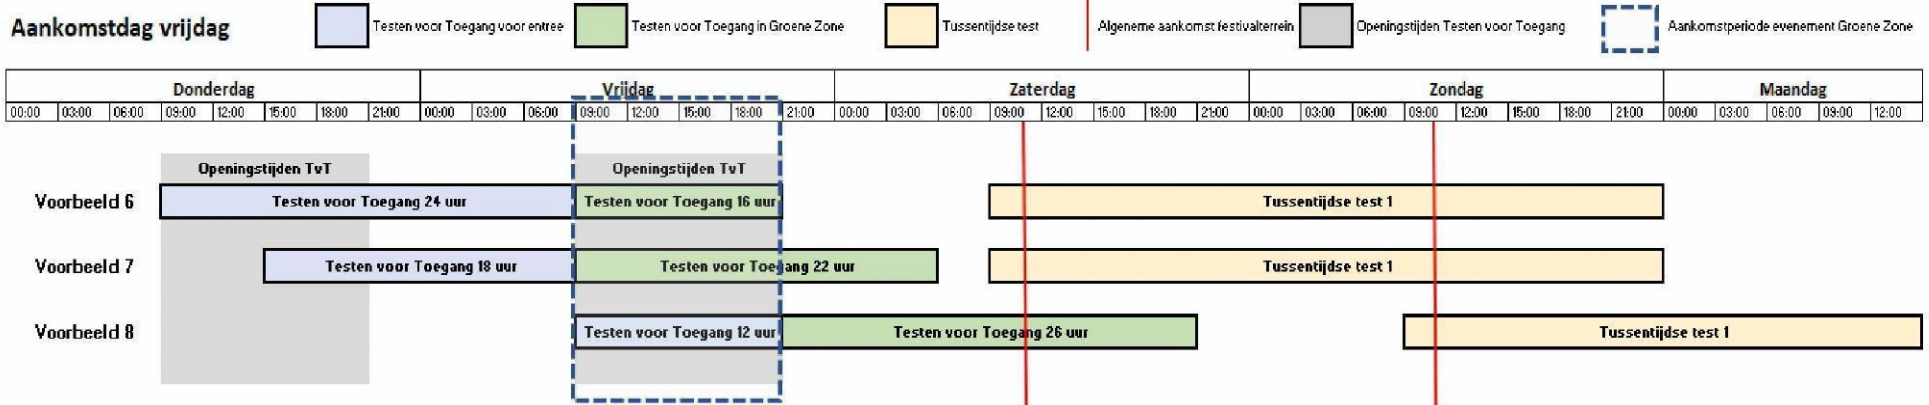 Aankomstdag vrijdag
Testen voor Toegang voor entree
Testen voor Toegang in Groene Zone
Tussentijdse test
Algemene aankomst festivalterrein
Openingstijden Testen voor Toegang
Aankomstperiode evenement Groene Zone
Donderdag Vrijdag Zaterdag Zondag Maandag
00:00 03:00 06:00 09:00 12:00 15:00 18:00 21:00 00:00 03:00 06:00 09:00 12:00 15:00 18:00 21:00 00:00 03:00 06:00 09:00 12:00 15:00 18:00 21:00 00:00 03:00 06:00 09:00 12:00 15:00 18:00 21:00 00:00 03:00 06:00 09:00 12:00
Openingstijden TvT Openingstijden TvT
Voorbeeld 6 Testen voor Toegang 24 uur Testen voor Toegang 16 uur Tussentijdse test 1
Voorbeeld 7 Testen voor Toegang 18 uur Testen voor Toegang 22 uur Tussentijdse test 1
Voorbeeld 8 Testen voor Toegang 12 uur Testen voor Toegang 26 uur Tussentijdse test 1